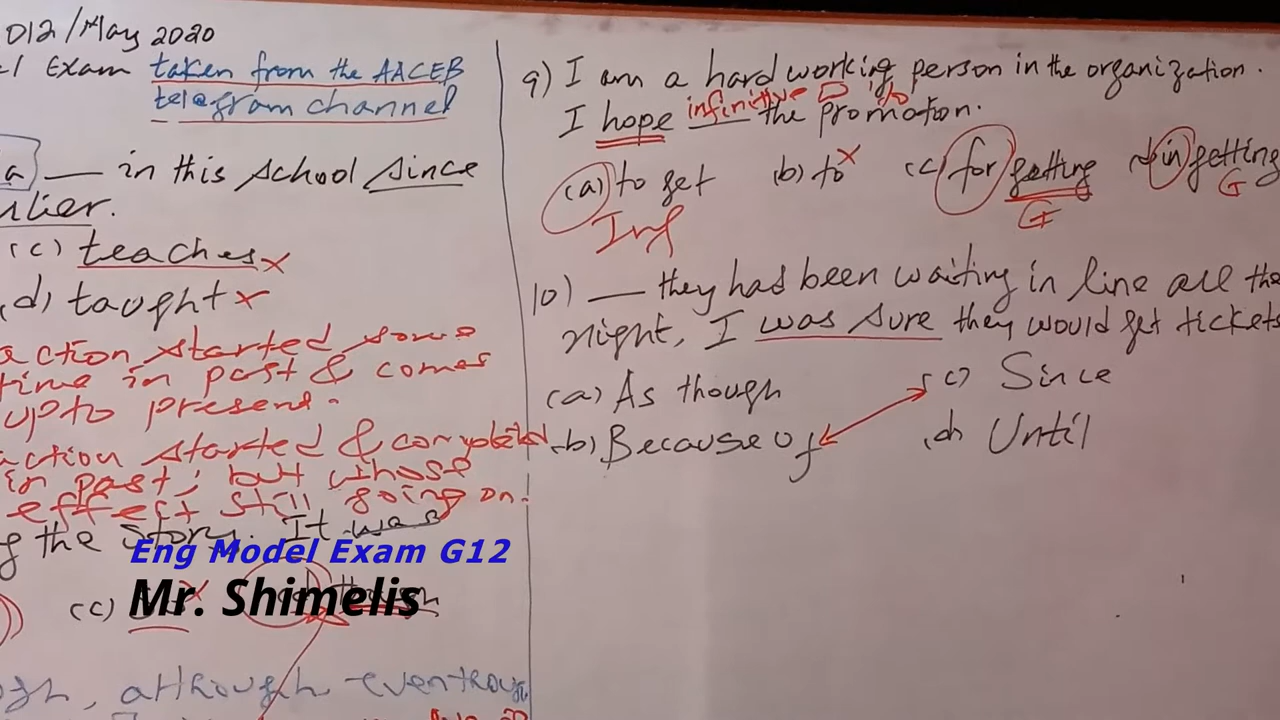 012/May 2020
Exam taken from the AACEB
telegram channel
a ___ in this school since
lier.
(c) teaches x
d) taught x
action started some
time in past & comes
upto present.
action started & completed
in past, but whose
effect still going on.
the story. It was
Eng Model Exam G12
(c)
Mr. Shimelis
although eventhough
9) I am a hard working person in the organization.
infinitive to
I hope ___ the promotion.
(a) to get (b) to x (c) for getting d) in getting
Inf G G
10) ___ they had been waiting in line all the
night, I was sure they would get tickets
(a) As though (c) Since
b) Because of (d) Until